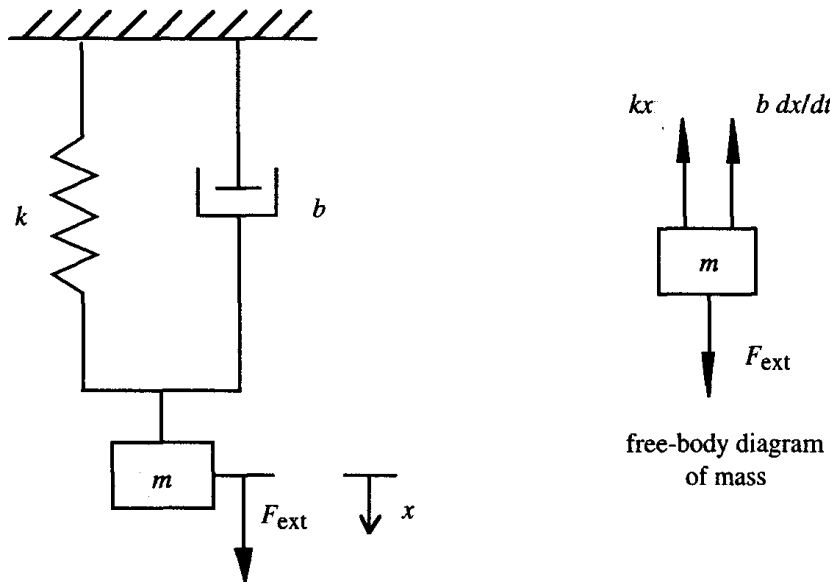 kx
b dx/dt
k
b
m
F_ext
free-body diagram
of mass
m
F_ext
x